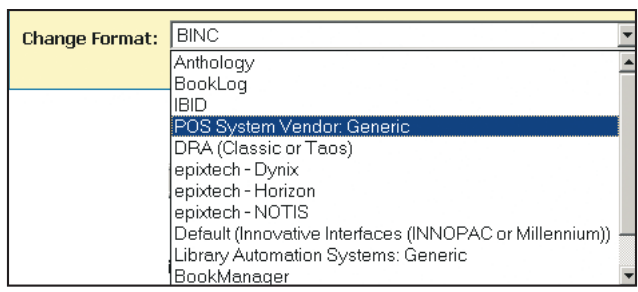 Change Format: BINC
Anthology
BookLog
IBID
POS System Vendor: Generic
DRA (Classic or Taos)
epixtech - Dynix
epixtech - Horizon
epixtech - NOTIS
Default (Innovative Interfaces (INNOPAC or Millennium))
Library Automation Systems: Generic
BookManager